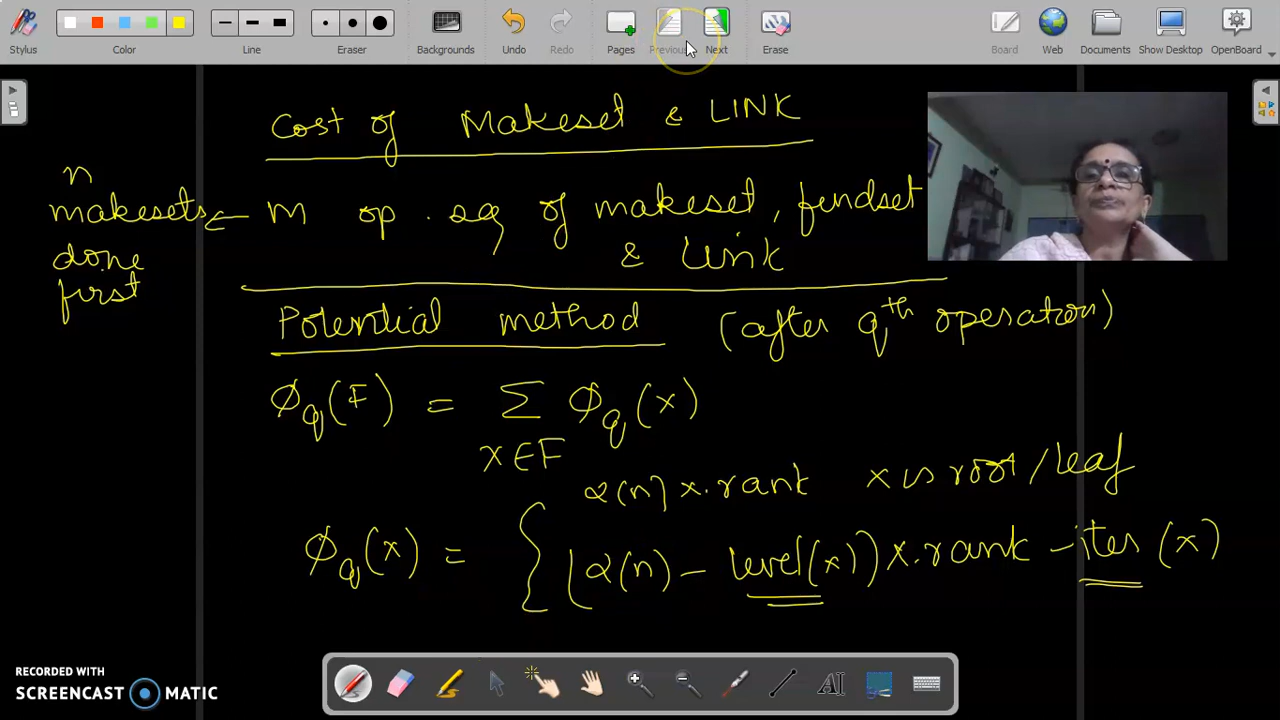 Stylus Color Line Eraser Backgrounds Undo Redo Pages Previous Next Erase Board Web Documents Show Desktop OpenBoard
Cost of Makeset & LINK
n
makesets
done
first
M op. seq of makeset, findset
& Link
Potential method (after qth operation)
φq(F) = Σ φq(x)
x∈F
α(n) x.rank x is root/leaf
φq(x) = { (α(n) - level(x)) x.rank - iter(x)
RECORDED WITH
SCREENCAST MATIC